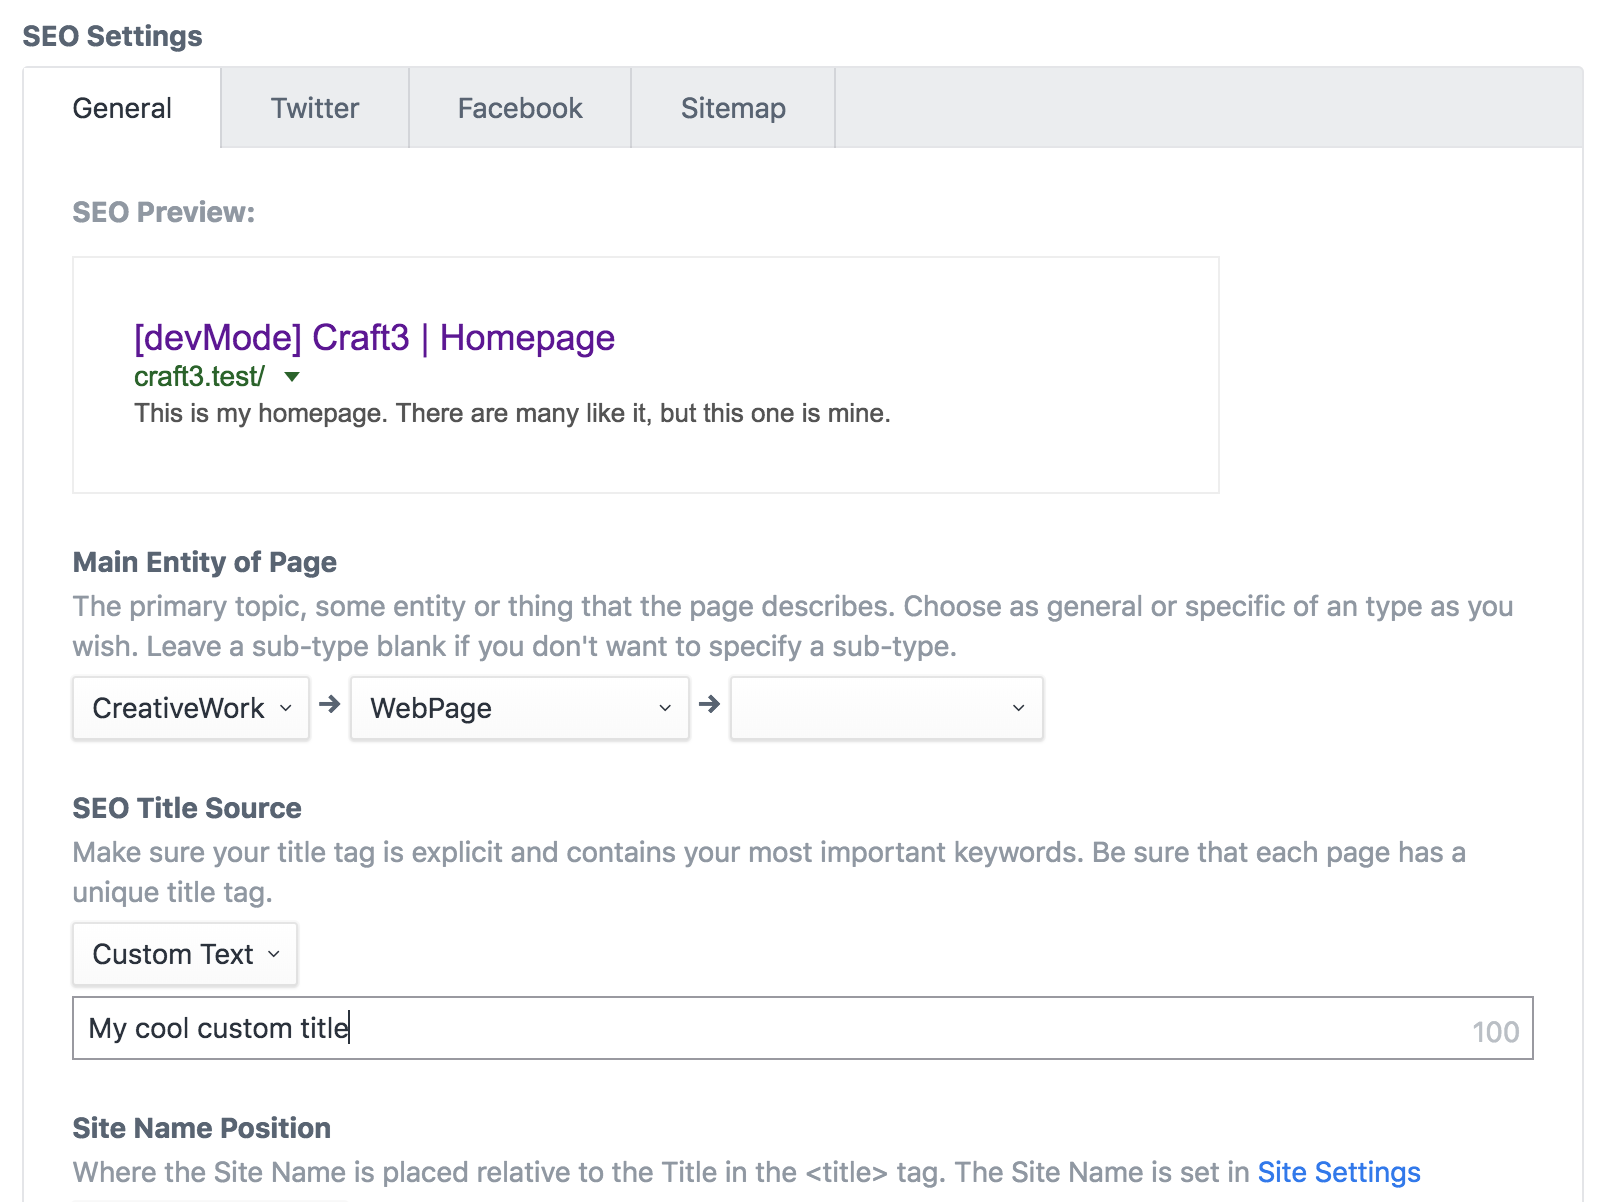 SEO Settings
General
Twitter
Facebook
Sitemap
SEO Preview:
[devMode] Craft3 | Homepage
craft3.test/
This is my homepage. There are many like it, but this one is mine.
Main Entity of Page
The primary topic, some entity or thing that the page describes. Choose as general or specific of an type as you
wish. Leave a sub-type blank if you don't want to specify a sub-type.
CreativeWork → WebPage →
SEO Title Source
Make sure your title tag is explicit and contains your most important keywords. Be sure that each page has a
unique title tag.
Custom Text
My cool custom title 100
Site Name Position
Where the Site Name is placed relative to the Title in the <title> tag. The Site Name is set in Site Settings